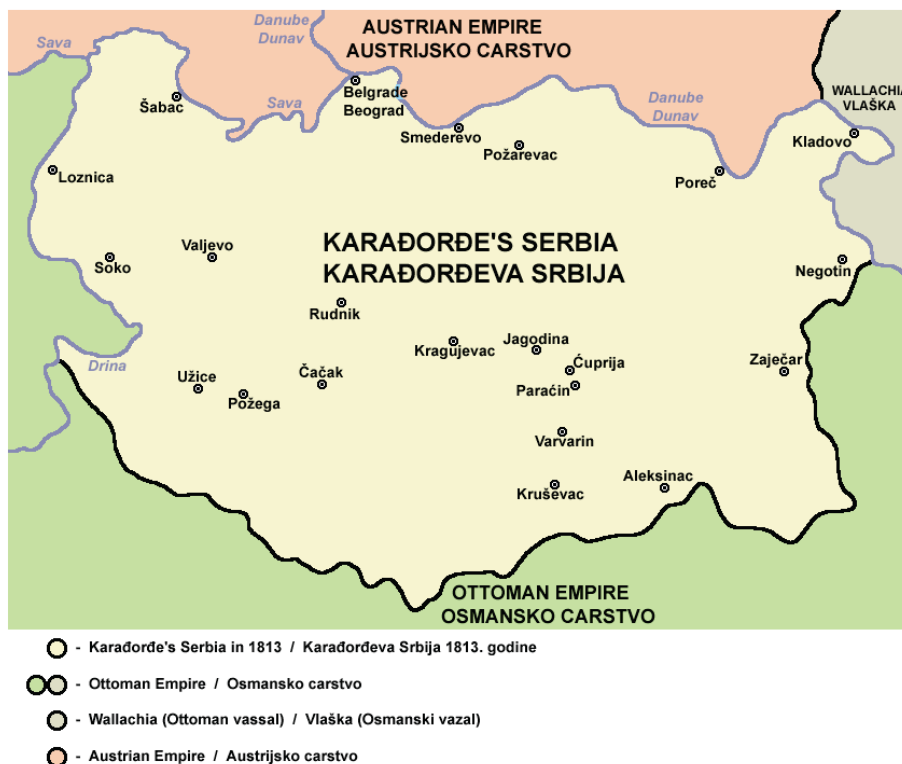 AUSTRIAN EMPIRE
AUSTRIJSKO CARSTVO
Danube
Dunav
Sava
WALLACHIA
VLAŠKA
Belgrade
Beograd
Šabac
Sava
Danube
Dunav
Smederevo
Požarevac
Kladovo
Loznica
Poreč
KARAĐORĐE'S SERBIA
KARAĐORĐEVA SRBIJA
Valjevo
Soko
Negotin
Rudnik
Kragujevac
Jagodina
Ćuprija
Zaječar
Drina
Užice
Požega
Čačak
Paraćin
Varvarin
Kruševac
Aleksinac
OTTOMAN EMPIRE
OSMANSKO CARSTVO
- Karađorđe's Serbia in 1813 / Karađorđeva Srbija 1813. godine
- Ottoman Empire / Osmansko carstvo
- Wallachia (Ottoman vassal) / Vlaška (Osmanski vazal)
- Austrian Empire / Austrijsko carstvo